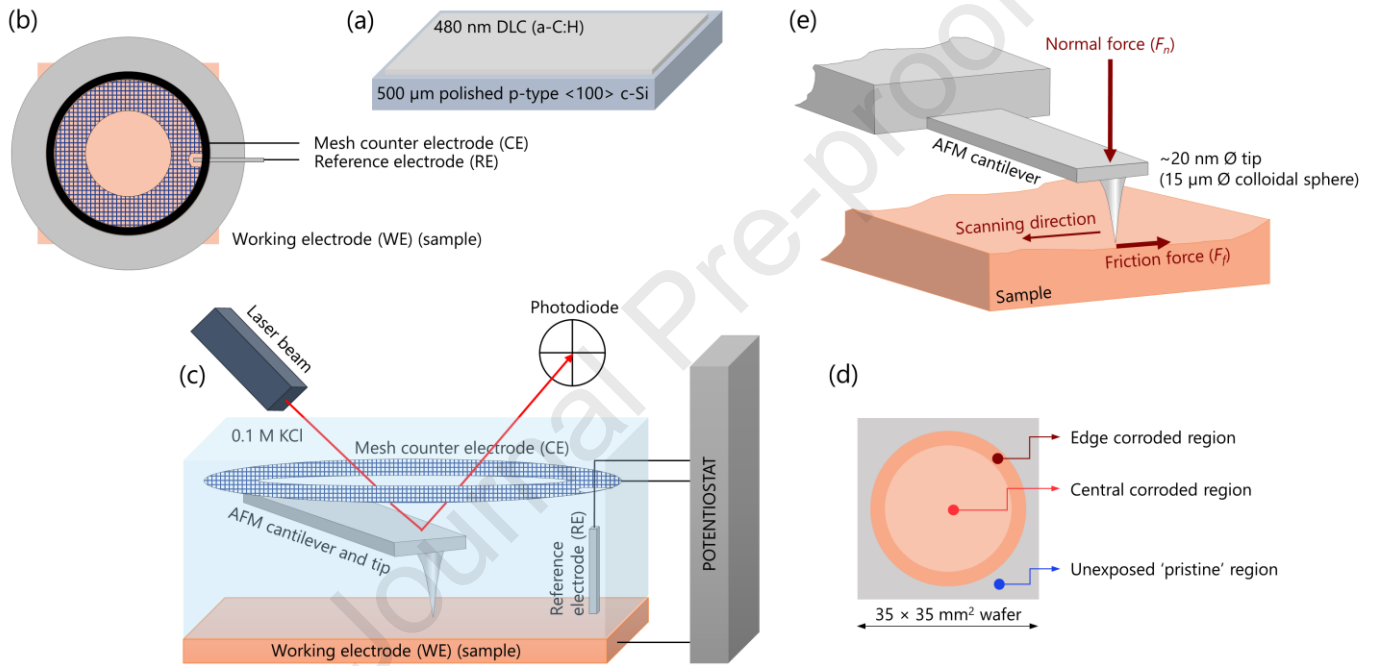 (b)
Mesh counter electrode (CE)
Reference electrode (RE)
Working electrode (WE) (sample)
(a)
480 nm DLC (a-C:H)
500 μm polished p-type <100> c-Si
(e)
Normal force (Fn)
AFM cantilever
~20 nm Ø tip
(15 μm Ø colloidal sphere)
Scanning direction
Friction force (Ff)
Sample
(c)
Laser beam
Photodiode
0.1 M KCl
Mesh counter electrode (CE)
AFM cantilever and tip
Reference
electrode (RE)
POTENTIOSTAT
Working electrode (WE) (sample)
(d)
Edge corroded region
Central corroded region
Unexposed ‘pristine’ region
35 × 35 mm² wafer
Journal Pre-proof